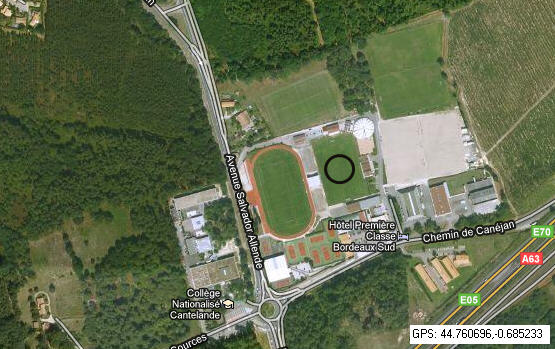 Avenue Salvador Allende
Hôtel Première
Classe
Bordeaux Sud
Chemin de Canéjan
E70
A63
E05
Collège
Nationalisé
Cantelande
Sources
GPS: 44.760696,-0.685233